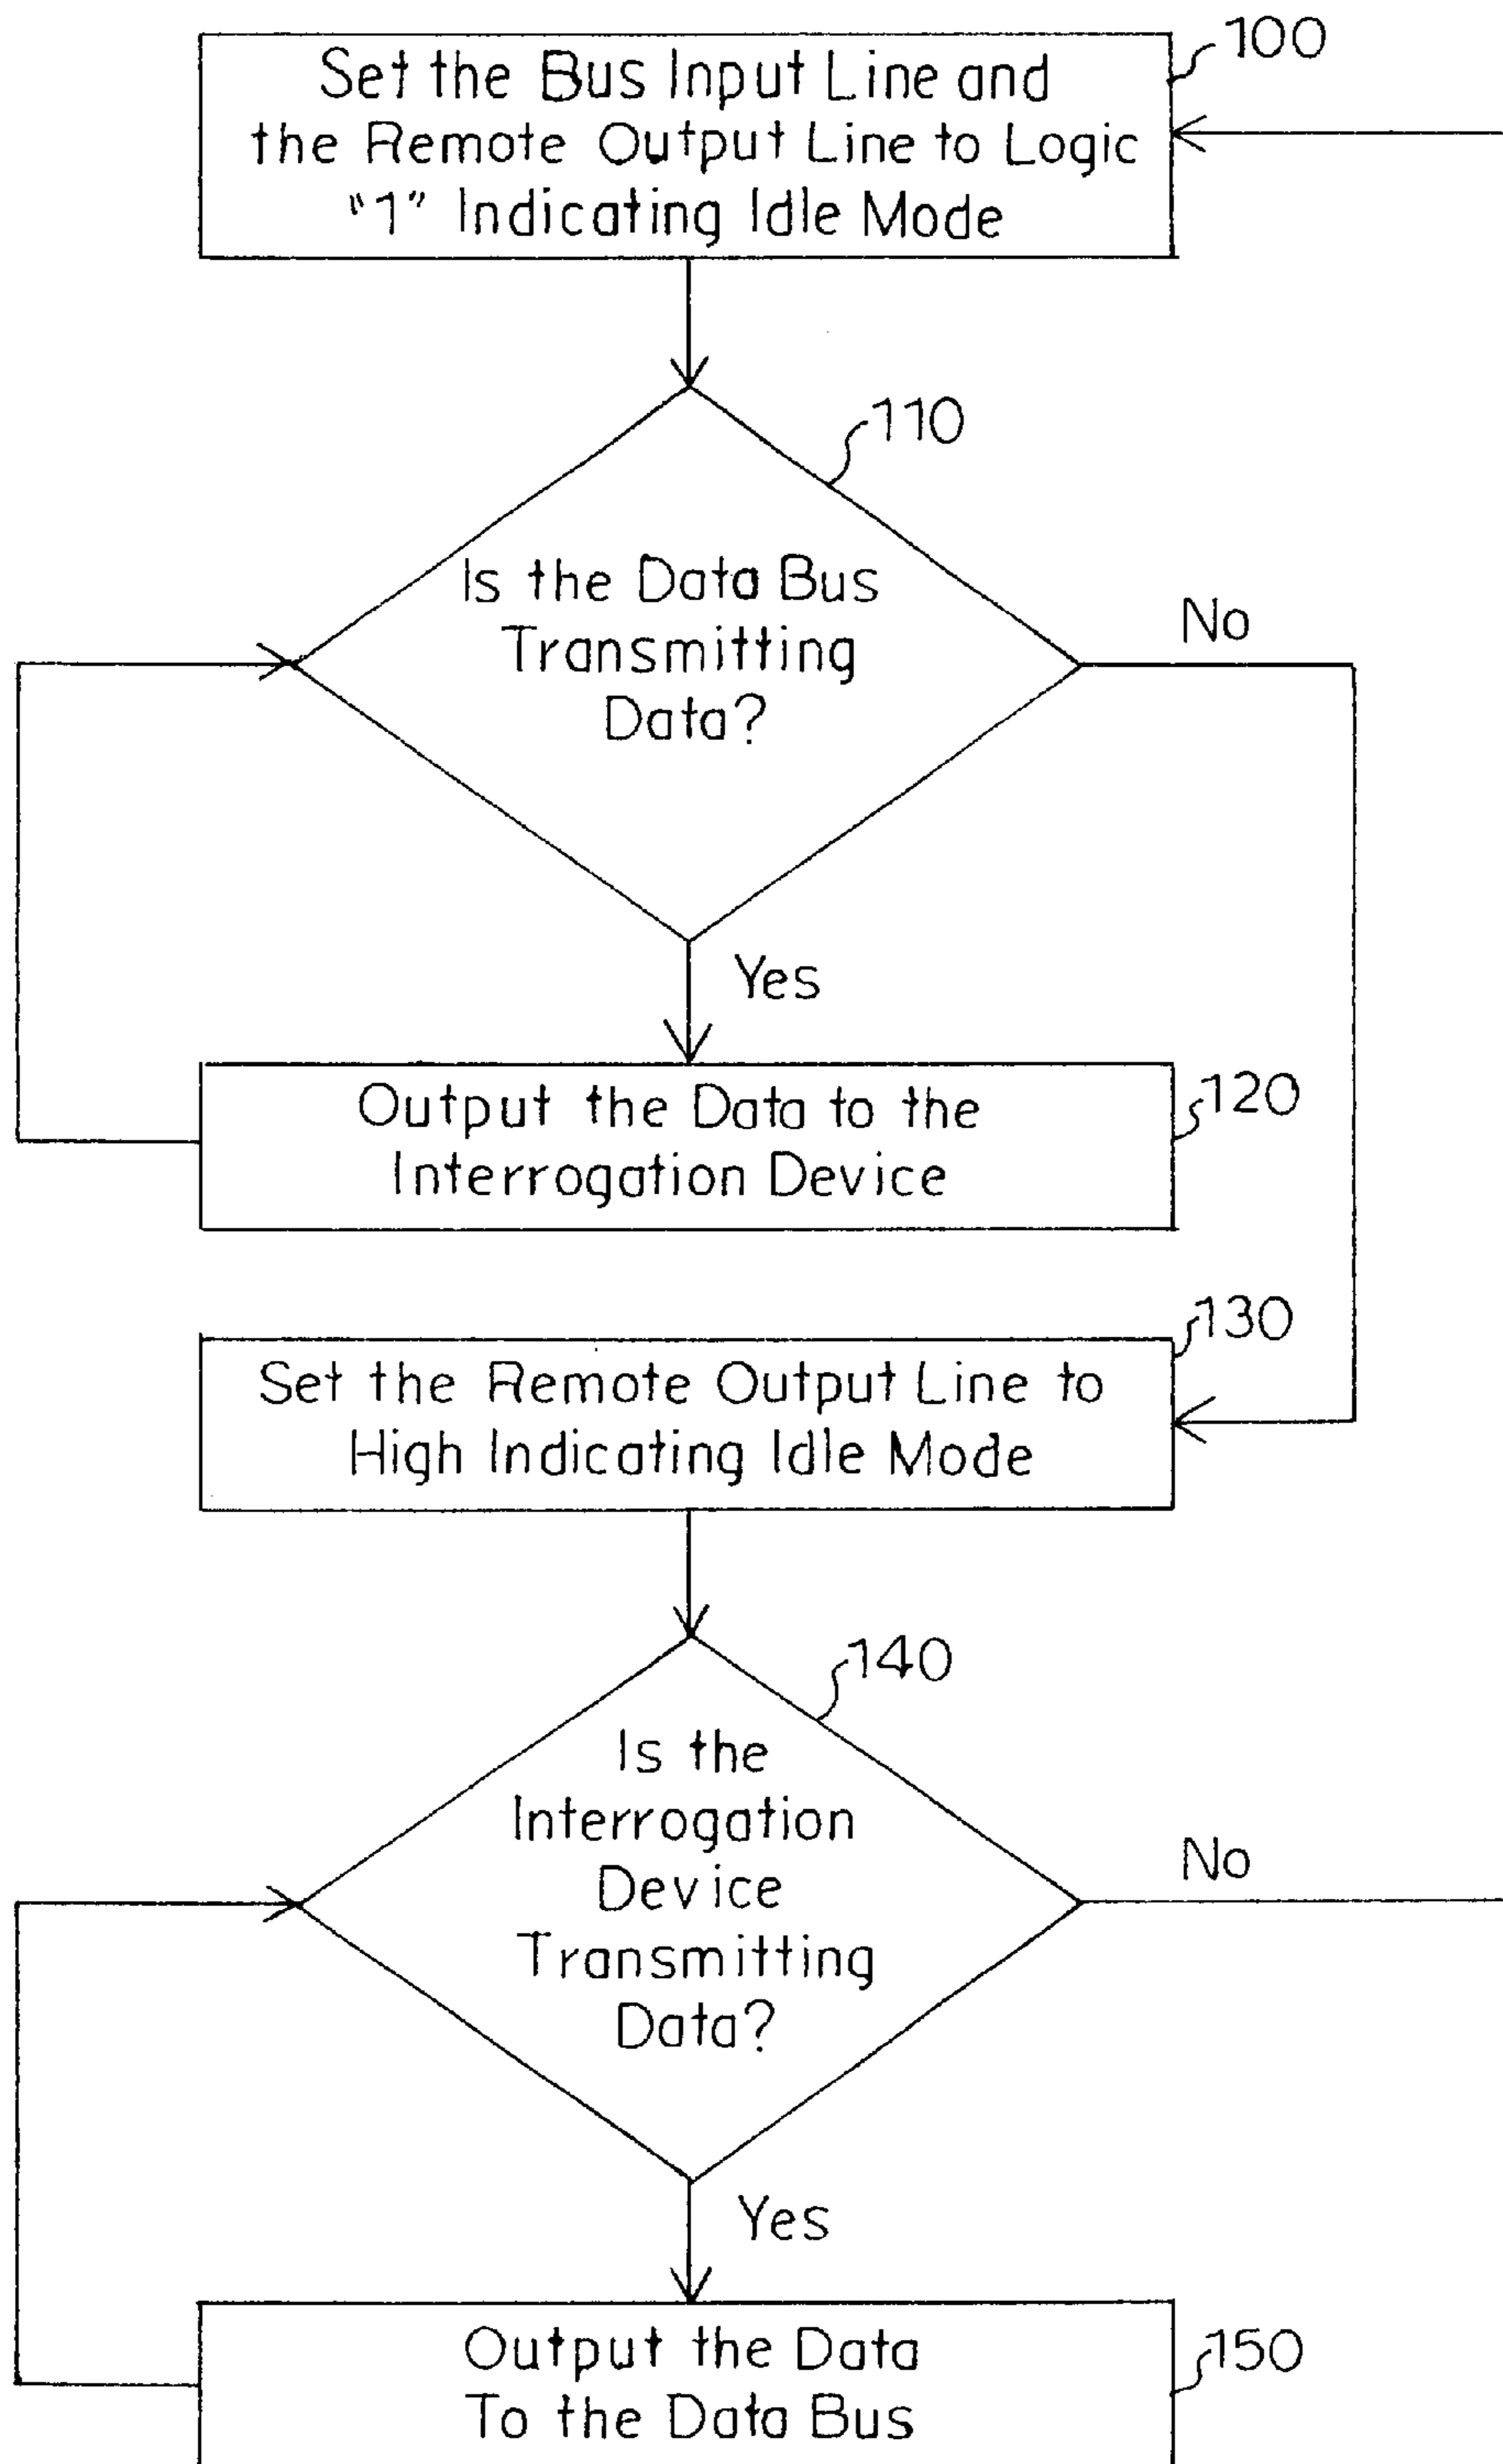 100
Set the Bus Input Line and
the Remote Output Line to Logic
"1" Indicating Idle Mode
110
Is the Data Bus
Transmitting
Data?
No
Yes
120
Output the Data to the
Interrogation Device
130
Set the Remote Output Line to
High Indicating Idle Mode
140
Is the
Interrogation
Device
Transmitting
Data?
No
Yes
150
Output the Data
To the Data Bus